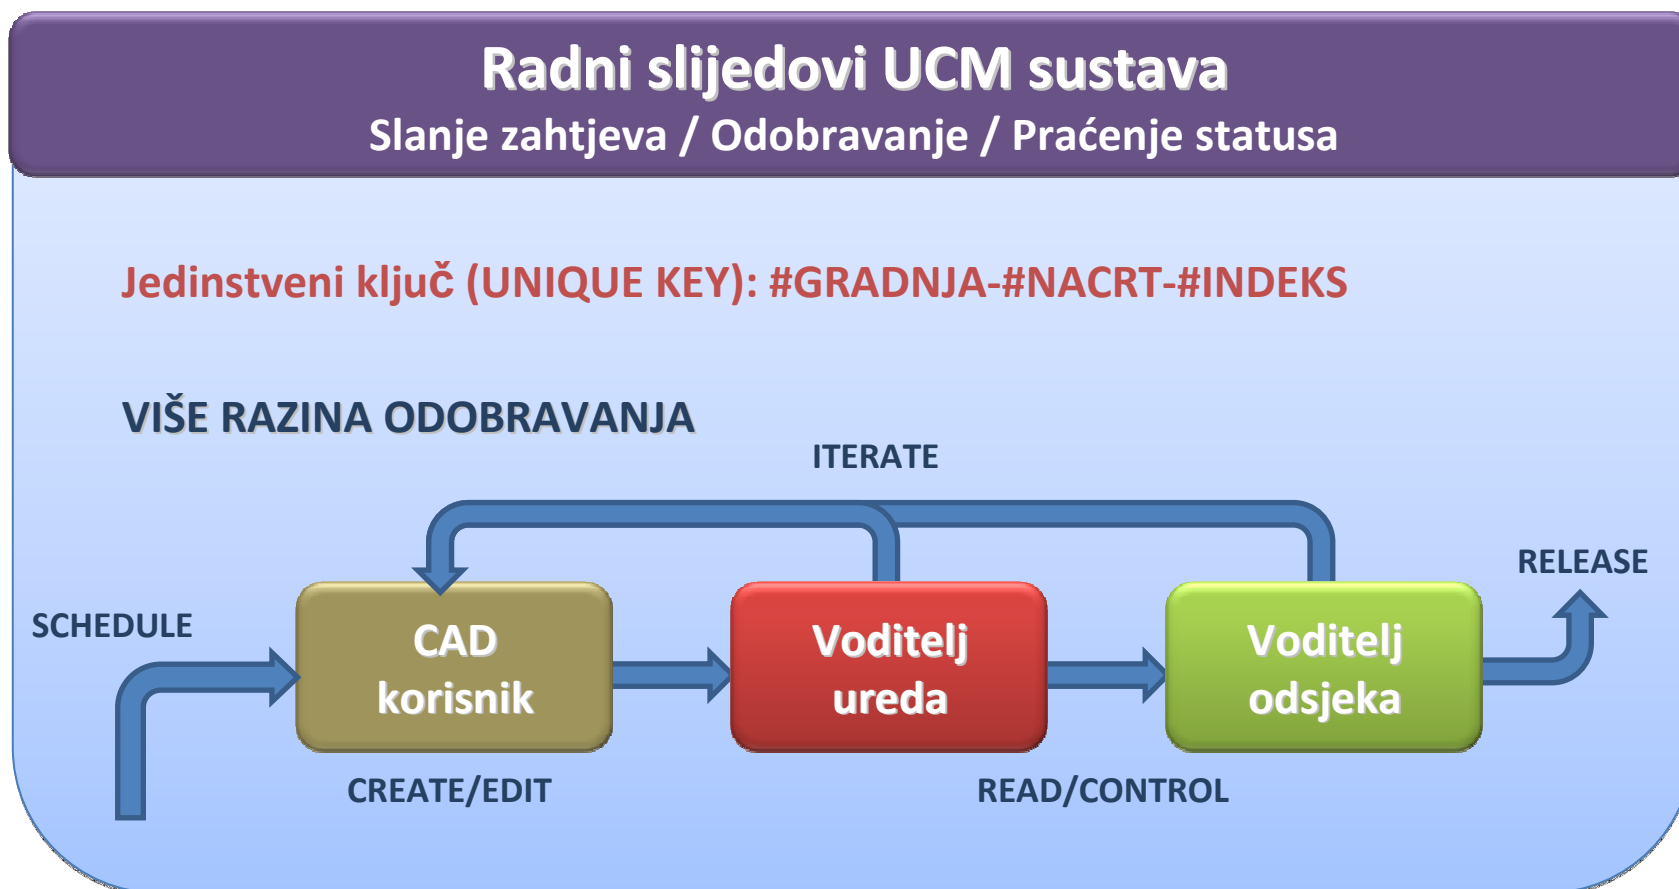 Radni slijedovi UCM sustava
Slanje zahtjeva / Odobravanje / Praćenje statusa
Jedinstveni ključ (UNIQUE KEY): #GRADNJA-#NACRT-#INDEKS
VIŠE RAZINA ODOBRAVANJA
ITERATE
RELEASE
SCHEDULE
CAD
korisnik
Voditelj
ureda
Voditelj
odsjeka
CREATE/EDIT
READ/CONTROL